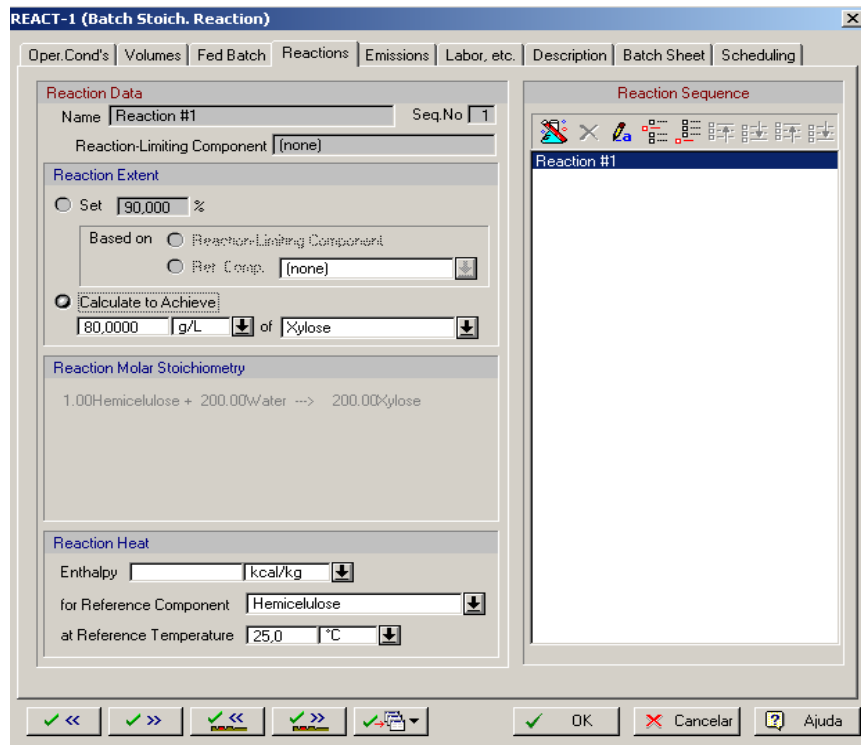 REACT-1 (Batch Stoich. Reaction)
Oper.Cond's Volumes Fed Batch Reactions Emissions Labor, etc. Description Batch Sheet Scheduling
Reaction Data
Name Reaction #1 Seq.No 1
Reaction-Limiting Component (none)
Reaction Extent
Set 90,000 %
Based on Reaction-Limiting Component
Ref. Comp. (none)
Calculate to Achieve
80,0000 g/L of Xylose
Reaction Molar Stoichiometry
1.00Hemicelulose + 200.00Water ---> 200.00Xylose
Reaction Heat
Enthalpy kcal/kg
for Reference Component Hemicelulose
at Reference Temperature 25,0 °C
Reaction Sequence
Reaction #1
OK Cancelar Ajuda